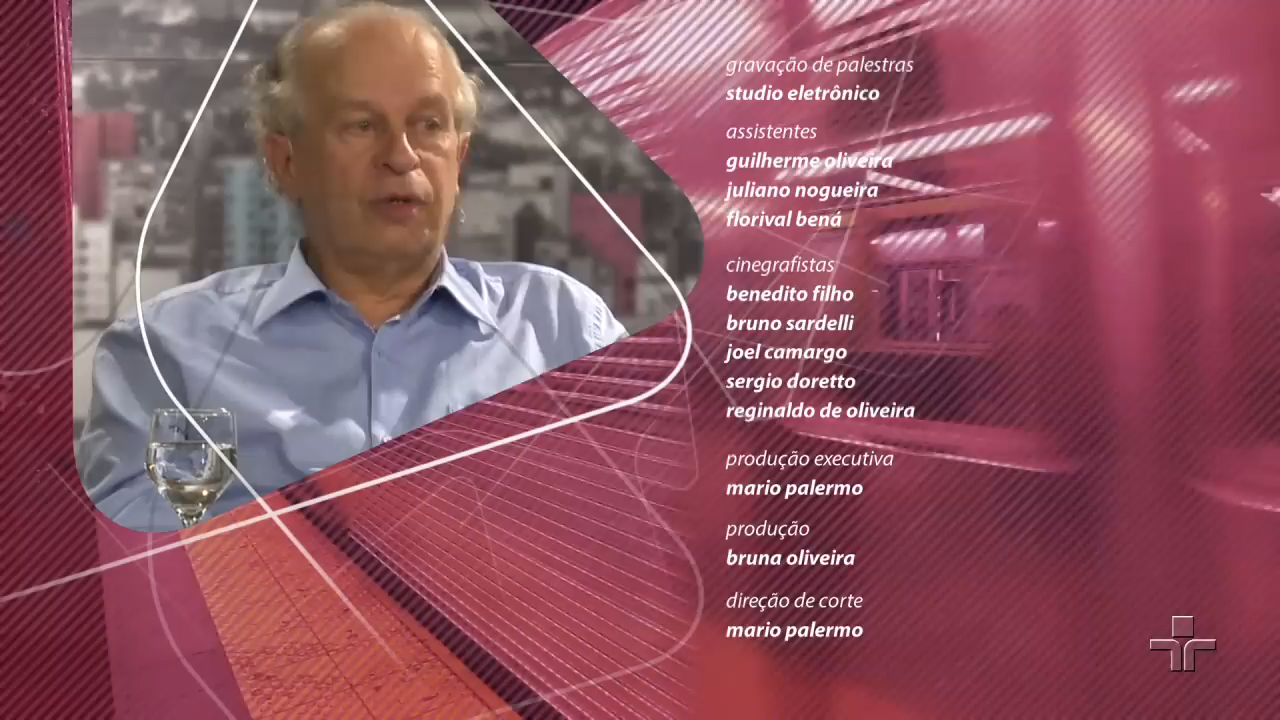 gravação de palestras
studio eletrônico
assistentes
guilherme oliveira
juliano nogueira
florival bená
cinegrafistas
benedito filho
bruno sardelli
joel camargo
sergio doretto
reginaldo de oliveira
produção executiva
mario palermo
produção
bruna oliveira
direção de corte
mario palermo